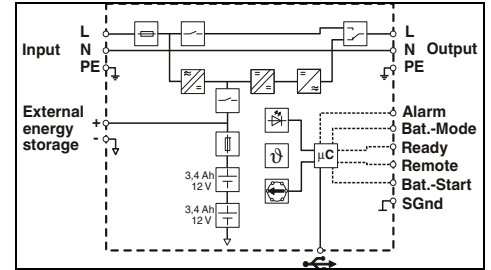 L
L
Input
N
N
Output
PE
PE
External
energy
storage
+
-
3,4 Ah
12 V
3,4 Ah
12 V
ϑ
µC
Alarm
Bat.-Mode
Ready
Remote
Bat.-Start
SGnd